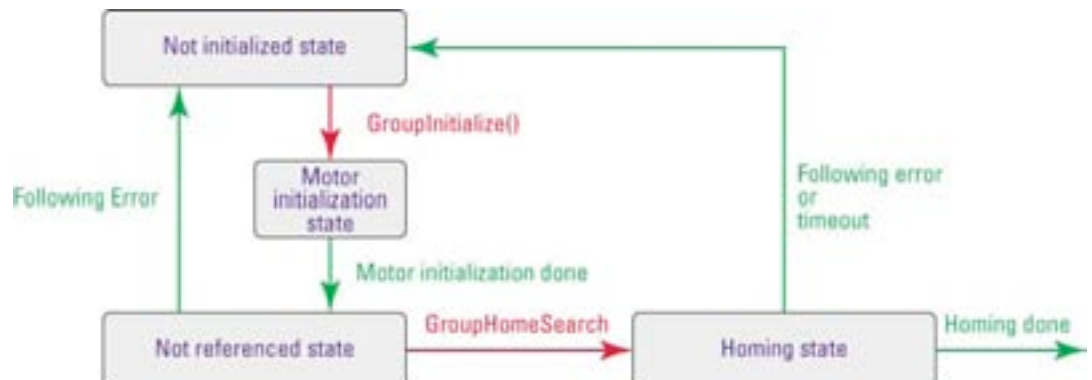 Not initialized state
GroupInitialize()
Motor
initialization
state
Following Error
Following error
or
timeout
Motor initialization done
GroupHomeSearch
Homing done
Not referenced state
Homing state